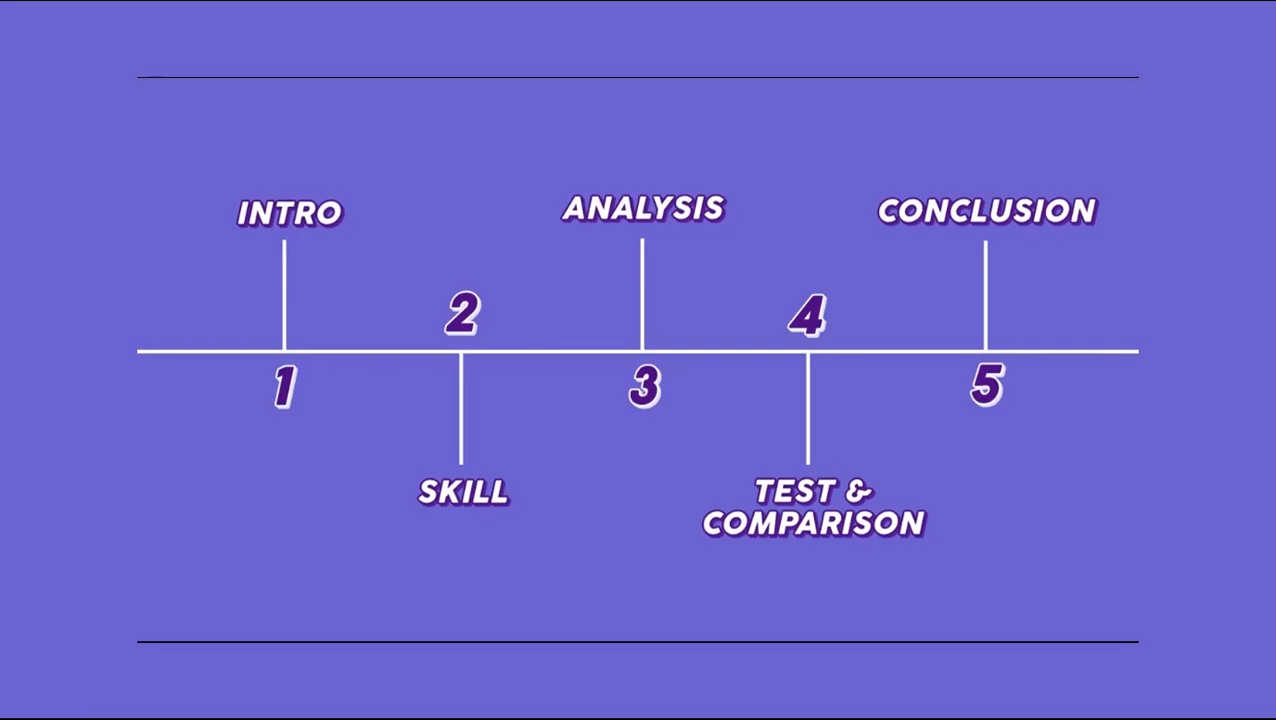 INTRO
ANALYSIS
CONCLUSION
2
4
1
3
5
SKILL
TEST &
COMPARISON